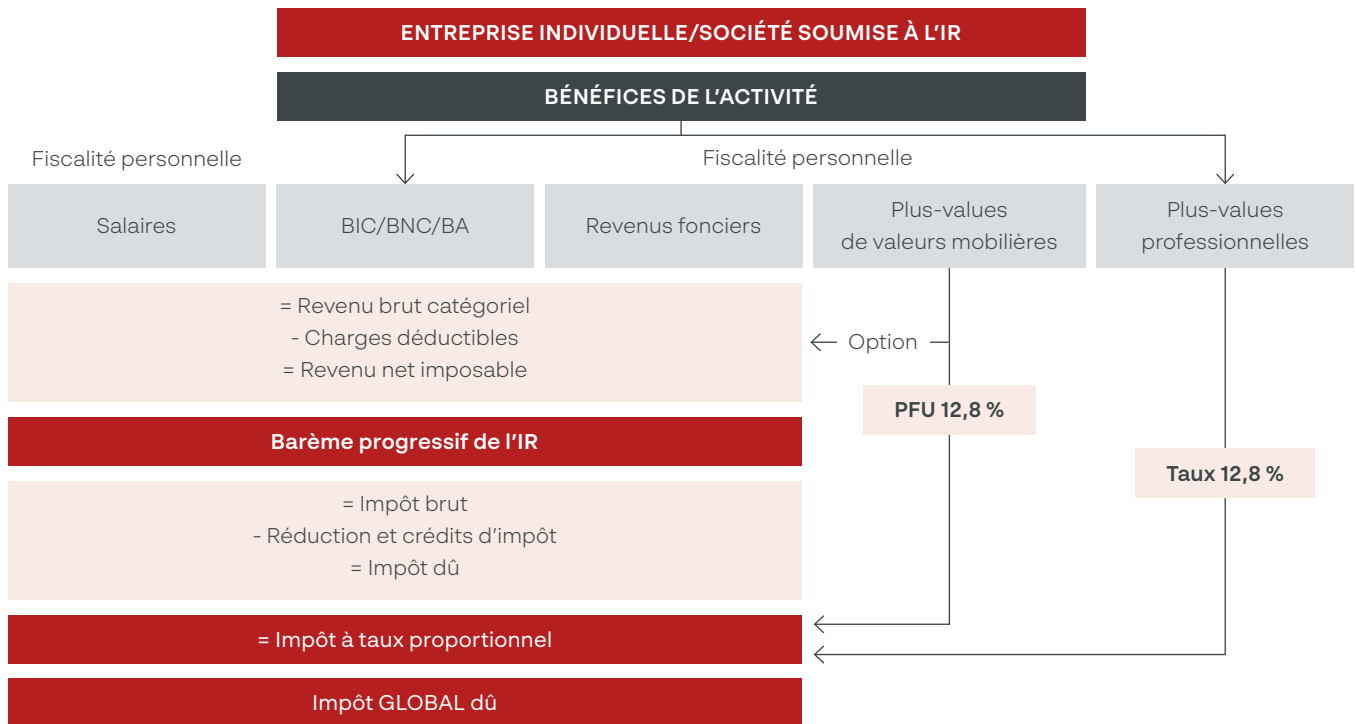 ENTREPRISE INDIVIDUELLE/SOCIÉTÉ SOUMISE À L’IR
BÉNÉFICES DE L’ACTIVITÉ
Fiscalité personnelle
Fiscalité personnelle
Salaires
BIC/BNC/BA
Revenus fonciers
Plus-values
de valeurs mobilières
Plus-values
professionnelles
= Revenu brut catégoriel
- Charges déductibles
= Revenu net imposable
Option
PFU 12,8 %
Barème progressif de l’IR
Taux 12,8 %
= Impôt brut
- Réduction et crédits d’impôt
= Impôt dû
= Impôt à taux proportionnel
Impôt GLOBAL dû